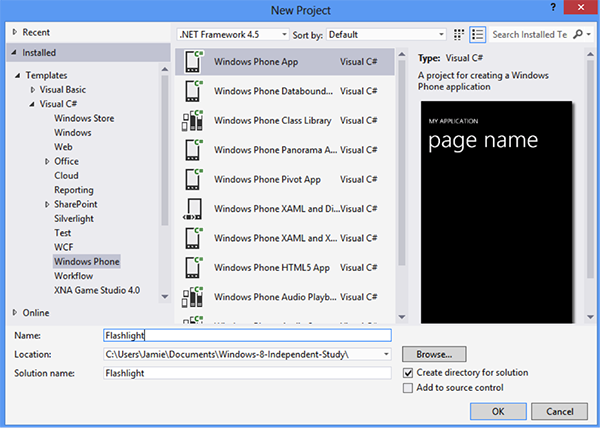 New Project
?
Recent
Installed
Templates
Visual Basic
Visual C#
Windows Store
Windows
Web
Office
Cloud
Reporting
SharePoint
Silverlight
Test
WCF
Windows Phone
Workflow
XNA Game Studio 4.0
Online
.NET Framework 4.5
Sort by: Default
Search Installed Te
Windows Phone App Visual C#
Windows Phone Databound... Visual C#
Windows Phone Class Library Visual C#
Windows Phone Panorama A... Visual C#
Windows Phone Pivot App Visual C#
Windows Phone XAML and Di... Visual C#
Windows Phone XAML and X... Visual C#
Windows Phone HTML5 App Visual C#
Windows Phone Audio Playb... Visual C#
Type: Visual C#
A project for creating a Windows
Phone application
MY APPLICATION
page name
Name: Flashlight
Location: C:\Users\Jamie\Documents\Windows-8-Independent-Study\
Browse...
Solution name: Flashlight
Create directory for solution
Add to source control
OK
Cancel